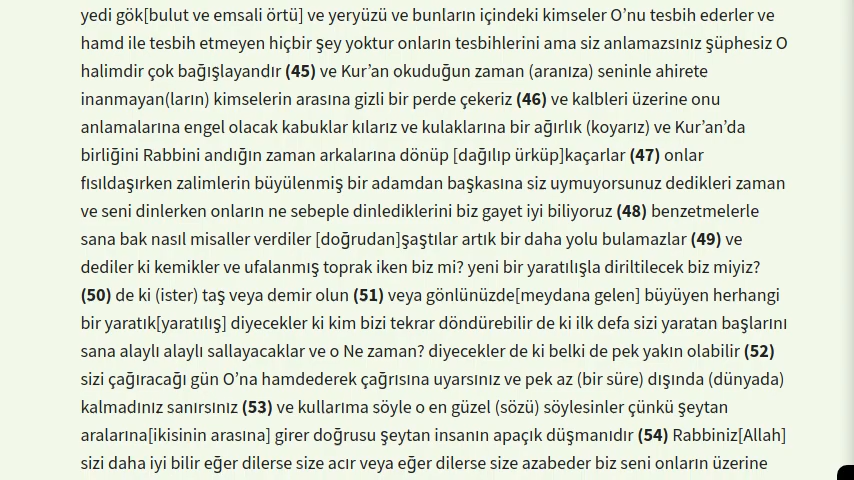 yedi gök[bulut ve emsali örtü] ve yeryüzü ve bunların içindeki kimseler O’nu tesbih ederler ve
hamd ile tesbih etmeyen hiçbir şey yoktur onların tesbihlerini ama siz anlamazsınız şüphesiz O
halimdir çok bağışlayandır (45) ve Kur’an okuduğun zaman (aranıza) seninle ahirete
inanmayan(ların) kimselerin arasına gizli bir perde çekeriz (46) ve kalbleri üzerine onu
anlamalarına engel olacak kabuklar kılarız ve kulaklarına bir ağırlık (koyarız) ve Kur’an’da
birliğini Rabbini andığın zaman arkalarına dönüp [dağılıp ürküp]kaçarlar (47) onlar
fısıldaşırken zalimlerin büyülenmiş bir adamdan başkasına siz uymuyorsunuz dedikleri zaman
ve seni dinlerken onların ne sebeple dinlediklerini biz gayet iyi biliyoruz (48) benzetmelerle
sana bak nasıl misaller verdiler [doğrudan]şaştılar artık bir daha yolu bulamazlar (49) ve
dediler ki kemikler ve ufalanmış toprak iken biz mi? yeni bir yaratılışla diriltilecek biz miyiz?
(50) de ki (ister) taş veya demir olun (51) veya gönlünüzde[meydana gelen] büyüyen herhangi
bir yaratık[yaratılış] diyecekler ki kim bizi tekrar döndürebilir de ki ilk defa sizi yaratan başlarını
sana alaylı alaylı sallayacaklar ve o Ne zaman? diyecekler de ki belki de pek yakın olabilir (52)
sizi çağıracağı gün O’na hamdederek çağrısına uyarsınız ve pek az (bir süre) dışında (dünyada)
kalmadınız sanırsınız (53) ve kullarıma söyle o en güzel (sözü) söylesinler çünkü şeytan
aralarına[ikisinin arasına] girer doğrusu şeytan insanın apaçık düşmanıdır (54) Rabbiniz[Allah]
sizi daha iyi bilir eğer dilerse size acır veya eğer dilerse size azabeder biz seni onların üzerine